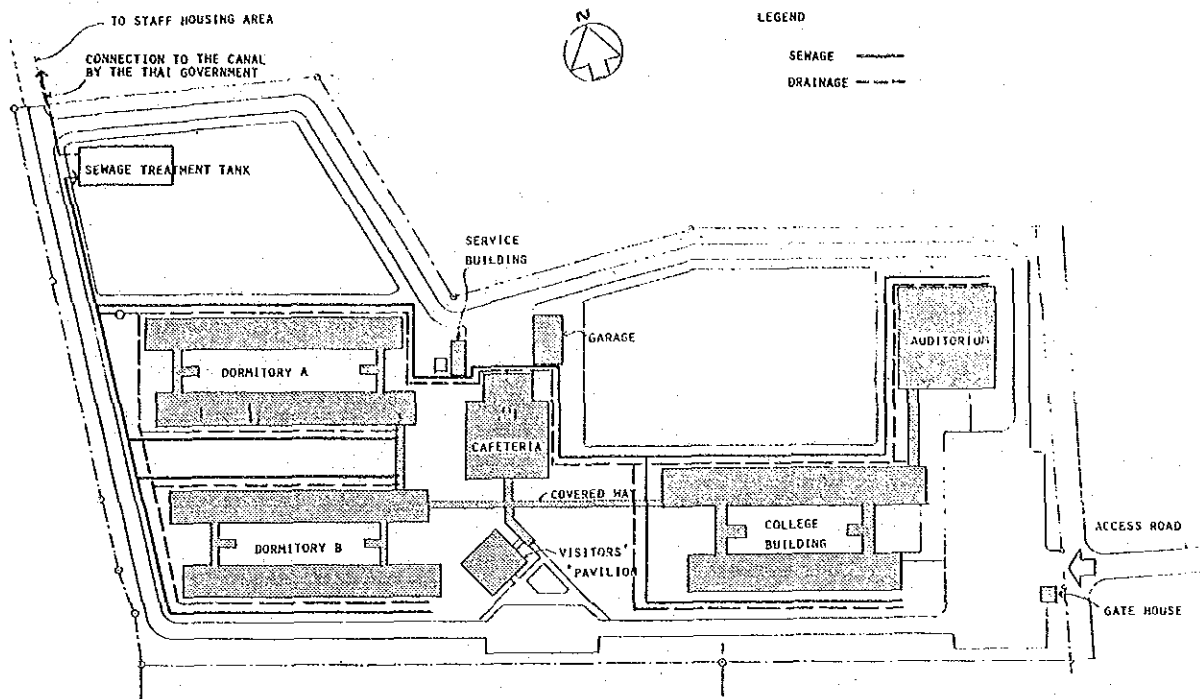 TO STAFF HOUSING AREA
CONNECTION TO THE CANAL
BY THE THAI GOVERNMENT
N
LEGEND
SEWAGE
DRAINAGE
SEWAGE TREATMENT TANK
SERVICE
BUILDING
GARAGE
AUDITORIUM
DORMITORY A
CAFETERIA
COVERED WAY
DORMITORY B
COLLEGE
BUILDING
VISITORS'
PAVILION
ACCESS ROAD
GATE HOUSE